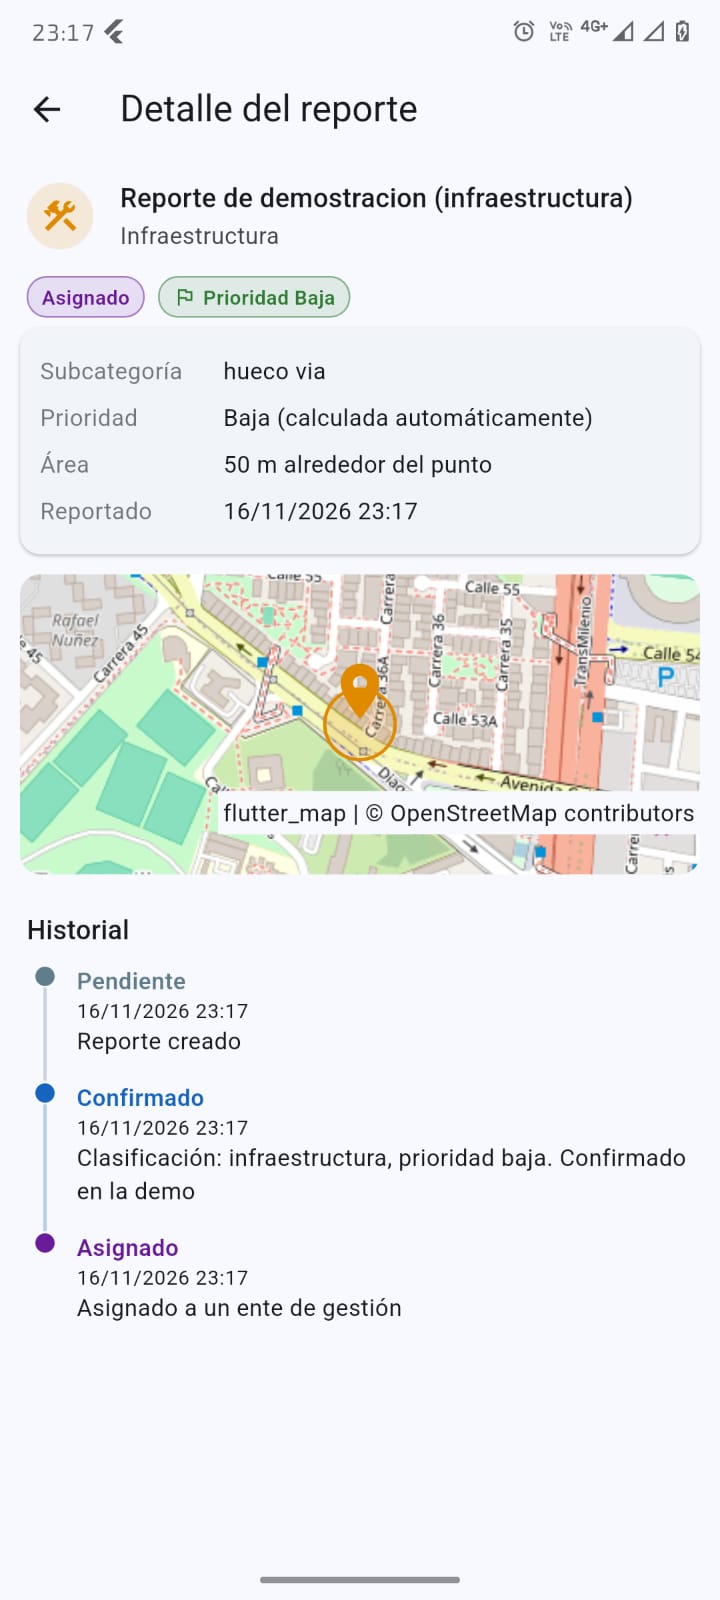 23:17
Vo)) LTE 4G+
Detalle del reporte
Reporte de demostracion (infraestructura)
Infraestructura
Asignado
Prioridad Baja
Subcategoría hueco via
Prioridad Baja (calculada automáticamente)
Área 50 m alrededor del punto
Reportado 16/11/2026 23:17
Calle 55
Calle 55
Rafael
Nuñez
Carrera 45
Carrera
Carrera 36
Carrera 35
TransMilenio
Calle 54
P
Carrera 36A
Calle 53A
Avenida
flutter_map | © OpenStreetMap contributors
Historial
Pendiente
16/11/2026 23:17
Reporte creado
Confirmado
16/11/2026 23:17
Clasificación: infraestructura, prioridad baja. Confirmado
en la demo
Asignado
16/11/2026 23:17
Asignado a un ente de gestión